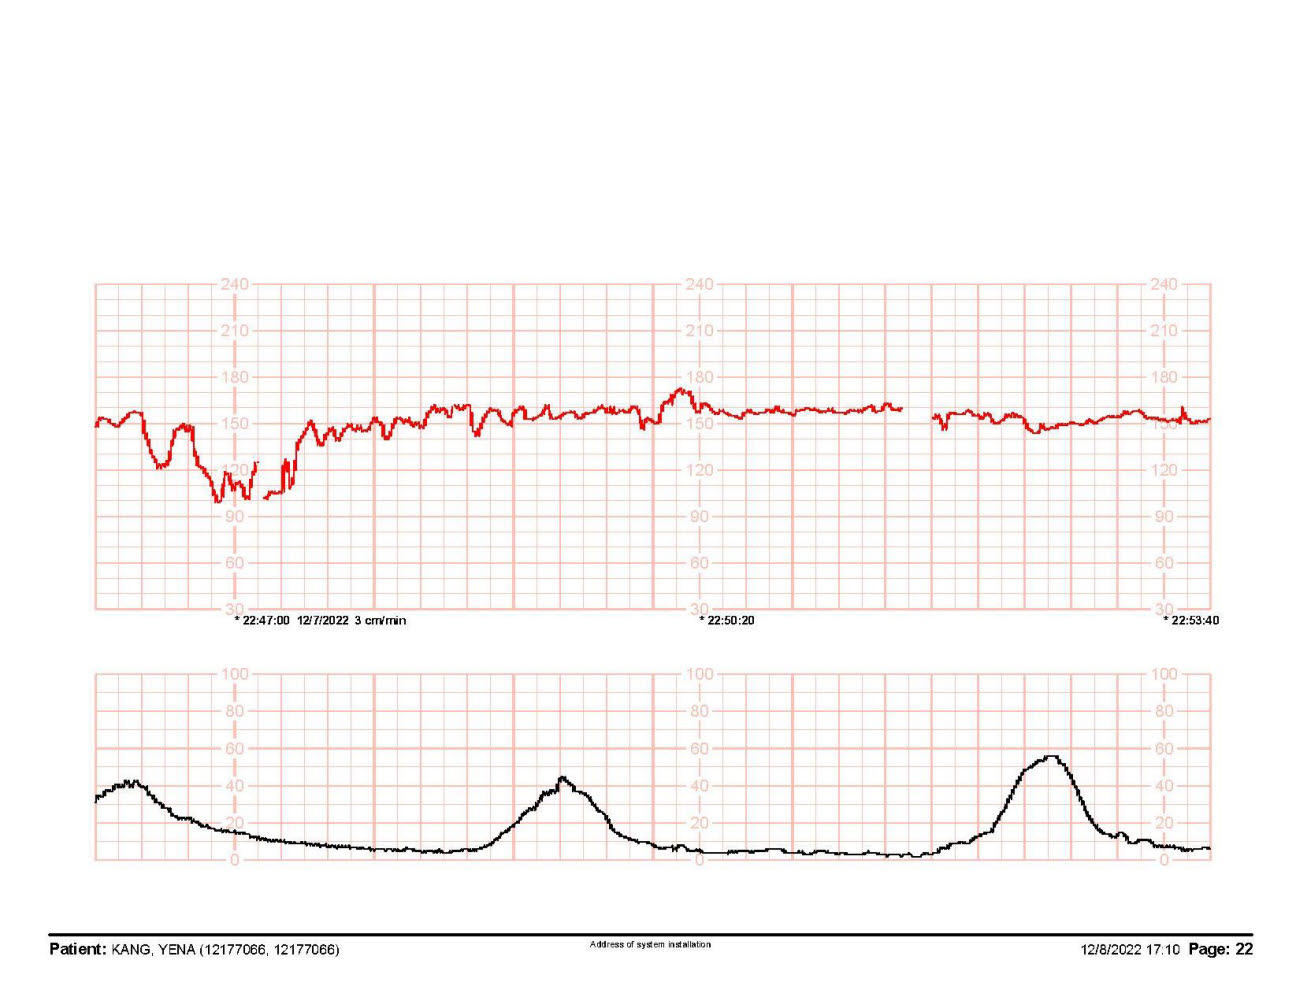 240 240 240
210 210 210
180 180 180
150 150 150
120 120 120
90 90 90
60 60 60
30 30 30
* 22:47:00 12/7/2022 3 cm/min * 22:50:20 * 22:53:40
100 100 100
80 80 80
60 60 60
40 40 40
20 20 20
0 0 0
Patient: KANG, YENA (12177066, 12177066) Address of system installation 12/8/2022 17:10 Page: 22